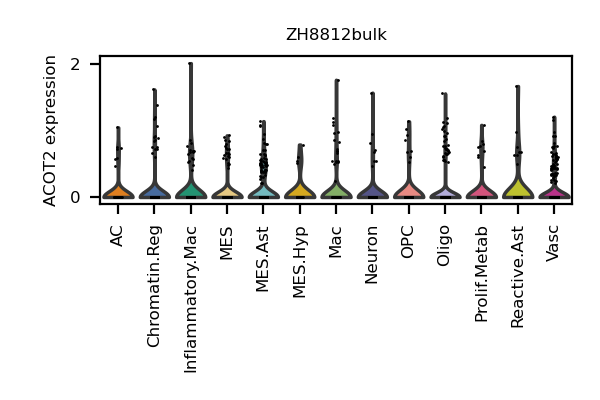 ZH8812bulk
ACOT2 expression
2
0
AC
Chromatin.Reg
Inflammatory.Mac
MES
MES.Ast
MES.Hyp
Mac
Neuron
OPC
Oligo
Prolif.Metab
Reactive.Ast
Vasc